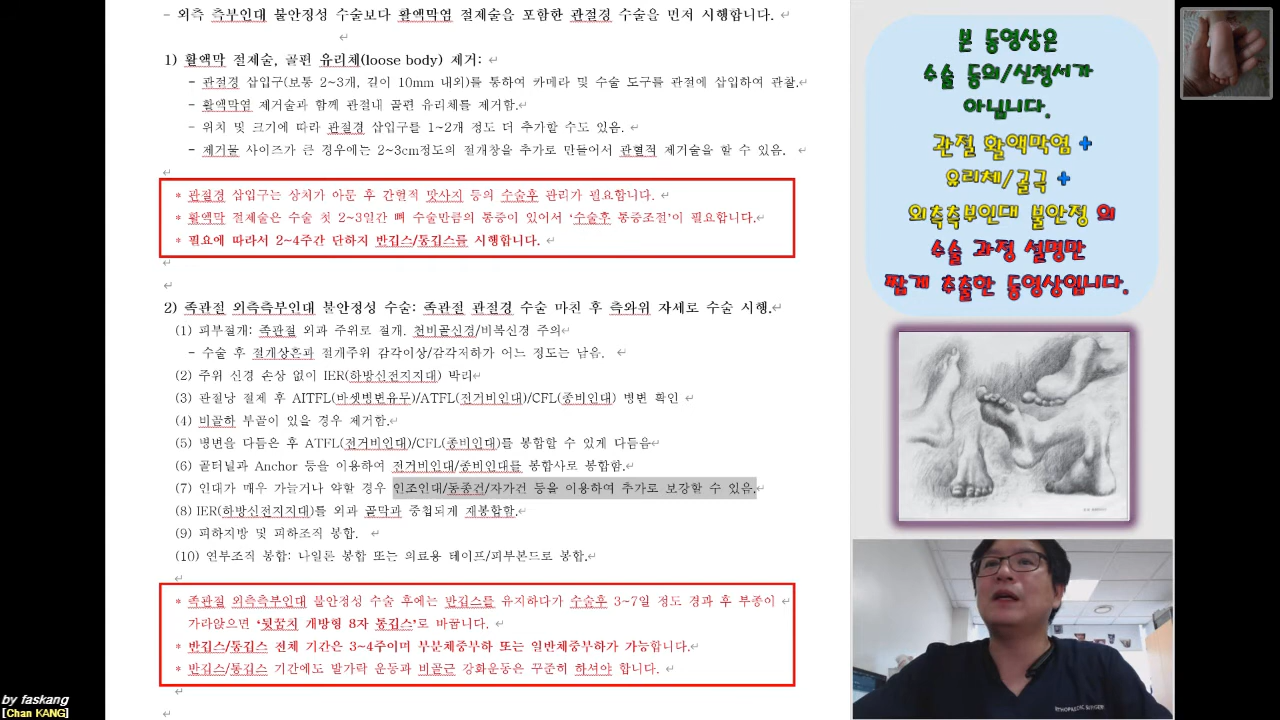 - 외측 측부인대 불안정성 수술보다 활액막염 절제술을 포함한 관절경 수술을 먼저 시행합니다.
1) 활액막 절제술, 골편 유리체(loose body) 제거:
- 관절경 삽입구(보통 2~3개/길이 10mm 내외)를 통하여 카메라 및 수술 도구를 관절에 삽입하여 관찰.
- 활액막염 제거술과 함께 관절내 골편 유리체를 제거함.
- 위치 및 크기에 따라 관절경 삽입구를 1~2개 정도 더 추가할 수도 있음.
- 제거물 사이즈가 2~3cm정도의 절개창을 추가로 만들어서 관혈적 제거술을 할 수 있음.
* 관절경 삽입구는 상처가 아문 후 간헐적 맛사지 등의 수술후 관리가 필요합니다.
* 활액막 절제술은 수술 첫 2~3일간 뼈 수술만큼의 통증이 있어서 ‘수술후 통증조절’이 필요합니다.
* 필요에 따라서 2~4주간 단하지 반깁스/통깁스를 시행합니다.
2) 족관절 외측측부인대 불안정성 수술: 족관절 관절경 수술 마친 후 측와위 자세로 수술 시행.
(1) 피부절개: 족관절 외과 주위로 절개, 천비골신경/비복신경 주의
- 수술 후 절개상흔과 절개주위 감각이상/감각저하가 어느 정도는 남음.
(2) 주위 신경 손상 없이 IER(하방신전지지대) 박리
(3) 관절낭 절제 후 AITFL(바셋병변유무)/ATFL(전거비인대)/CFL(종비인대) 병변 확인
(4) 비골하 부골이 있을 경우 제거함.
(5) 병변을 다듬은 후 ATFL(전거비인대)/CFL(종비인대)를 봉합할 수 있게 다듬음
(6) 골터널과 Anchor 등을 이용하여 전거비인대/종비인대를 봉합사로 봉합함.
(7) 인대가 매우 가늘거나 약할 경우 인조인대/동종건/자가건 등을 이용하여 추가로 보강할 수 있음.
(8) IER(하방신전지지대)를 외과 골막과 중첩되게 재봉합함.
(9) 피하지방 및 피하조직 봉합.
(10) 연부조직 봉합: 나일론 봉합 또는 의료용 테이프/피부본드로 봉합.
* 족관절 외측측부인대 불안정성 수술 후에는 반깁스를 유지하다가 수술후 3~7일 정도 경과 후 부종이
가라앉으면 ‘뒷꿈치 개방형 8자 통깁스’로 바꿉니다.
* 반깁스/통깁스 전체 기간은 3~4주이며 부분체중부하 또는 일반체중부하가 가능합니다.
* 반깁스/통깁스 기간에도 발가락 운동과 비골근 강화운동은 꾸준히 하셔야 합니다.
본 동영상은
수술 동의/신청서가
아닙니다.
관절 활액막염 +
유리체/골극 +
외측측부인대 불안정 의
수술 과정 설명만
짧게 추출한 동영상입니다.
by faskang
[Chan KANG]